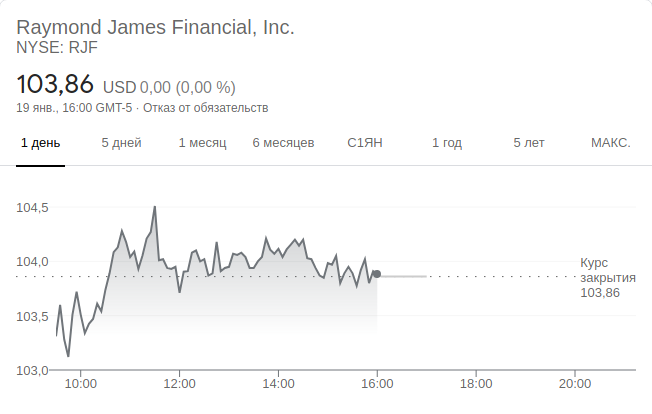 Raymond James Financial, Inc.
NYSE: RJF
103,86 USD 0,00 (0,00 %)
19 янв., 16:00 GMT-5 · Отказ от обязательств
1 день 5 дней 1 месяц 6 месяцев С1ЯН 1 год 5 лет МАКС.
104,5
104,0
103,5
103,0
Курс
закрытия
103,86
10:00 12:00 14:00 16:00 18:00 20:00